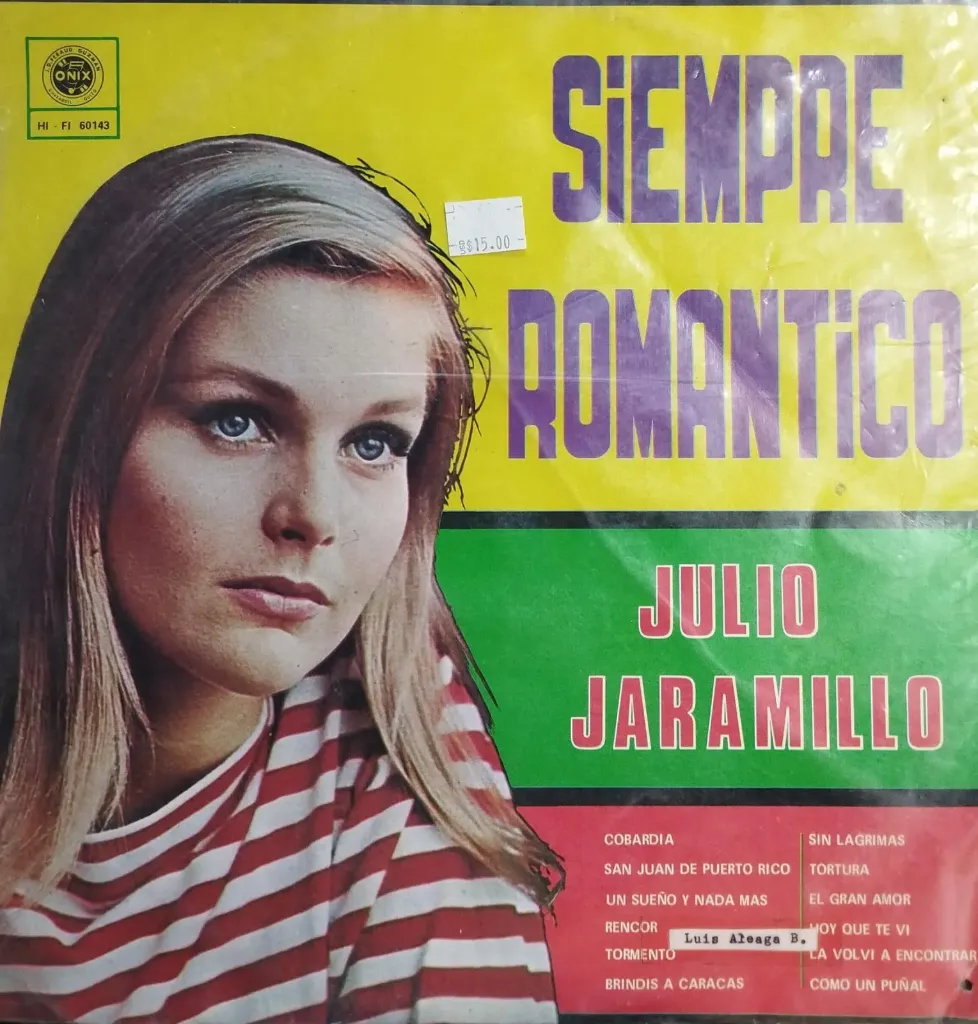 ONIX
HI - FI 60143
SiEMPRE
$15.00
ROMANTiCO
JULIO
JARAMILLO
COBARDIA
SAN JUAN DE PUERTO RICO
UN SUEÑO Y NADA MAS
RENCOR
TORMENTO
BRINDIS A CARACAS
SIN LAGRIMAS
TORTURA
EL GRAN AMOR
HOY QUE TE VI
LA VOLVI A ENCONTRAR
COMO UN PUÑAL
Luis Aleaga B.